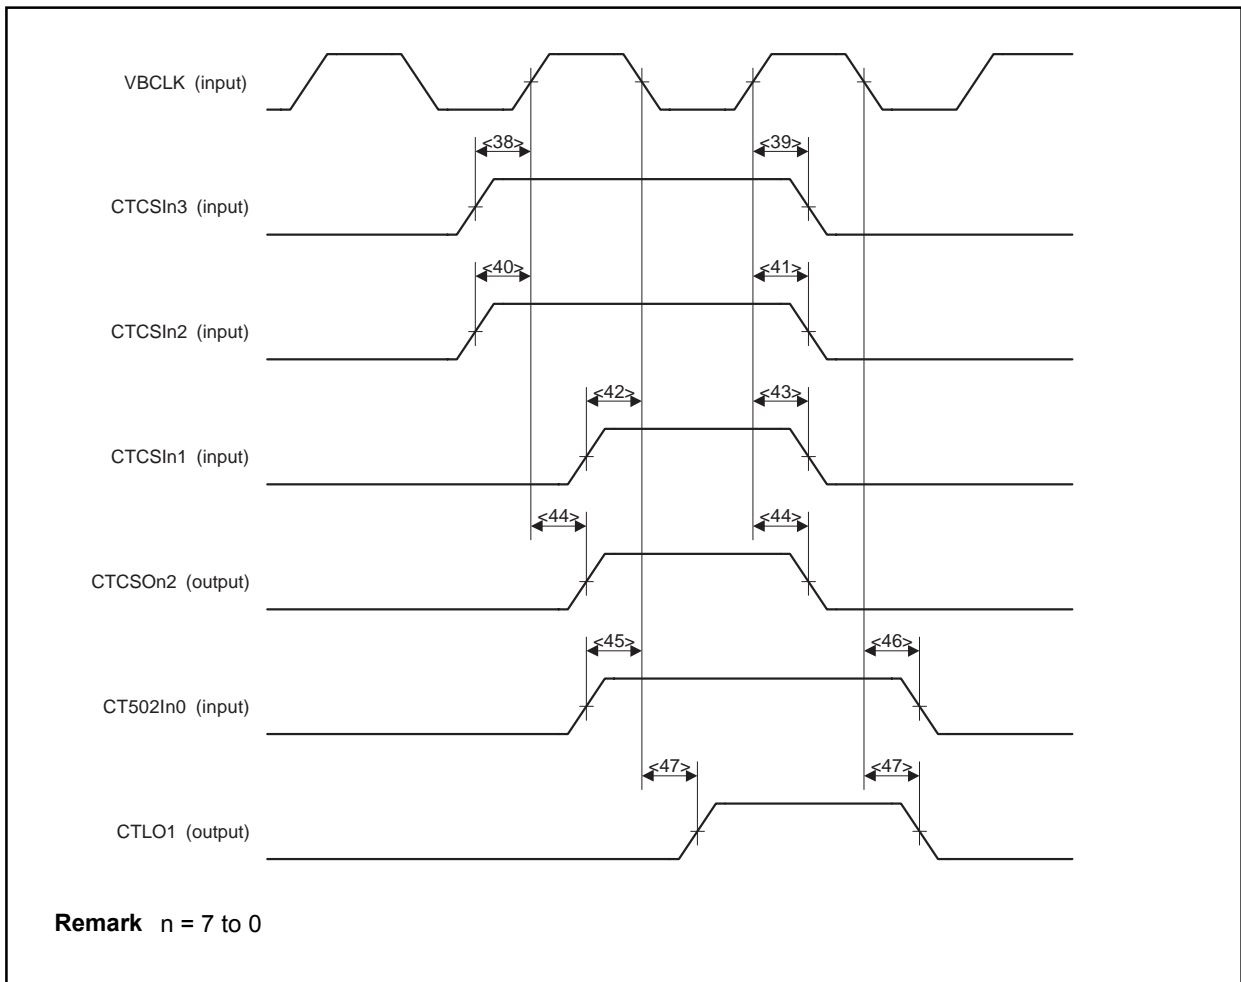 VBCLK (input)
<38> <39>
CTCSIn3 (input)
<40> <41>
CTCSIn2 (input)
<42> <43>
CTCSIn1 (input)
<44> <44>
CTCSOn2 (output)
<45> <46>
CT502In0 (input)
<47> <47>
CTLO1 (output)
Remark n = 7 to 0